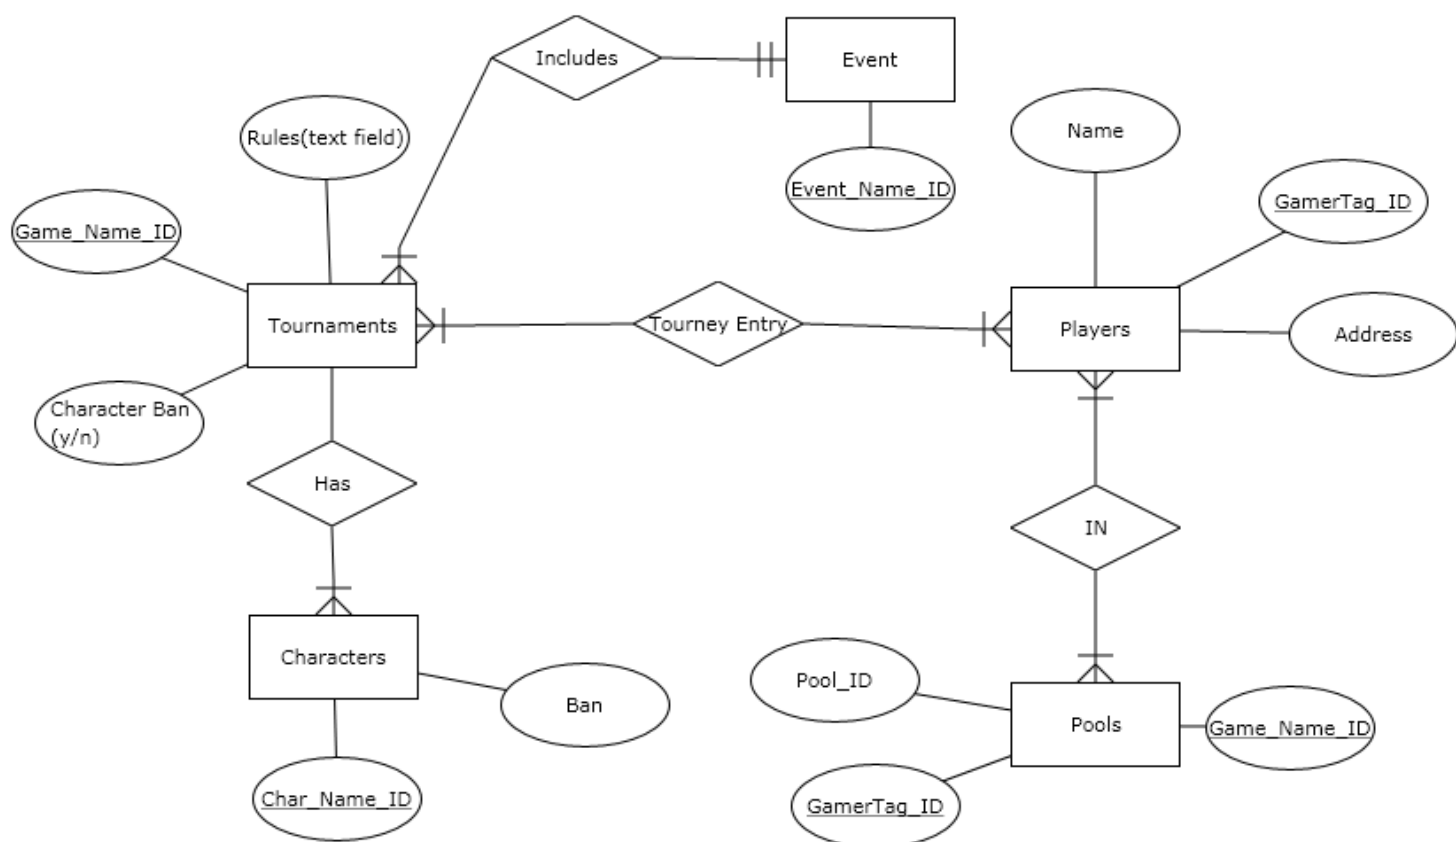 Includes
Event
Rules(text field)
Name
Event_Name_ID
GamerTag_ID
Game_Name_ID
Tournaments
Tourney Entry
Players
Address
Character Ban
(y/n)
Has
IN
Characters
Ban
Pool_ID
Pools
Game_Name_ID
Char_Name_ID
GamerTag_ID